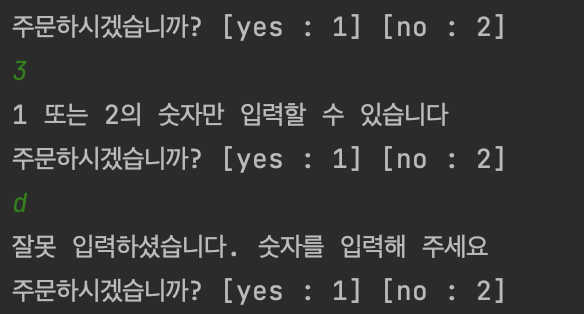 주문하시겠습니까? [yes : 1] [no : 2]
3
1 또는 2의 숫자만 입력할 수 있습니다
주문하시겠습니까? [yes : 1] [no : 2]
d
잘못 입력하셨습니다. 숫자를 입력해 주세요
주문하시겠습니까? [yes : 1] [no : 2]